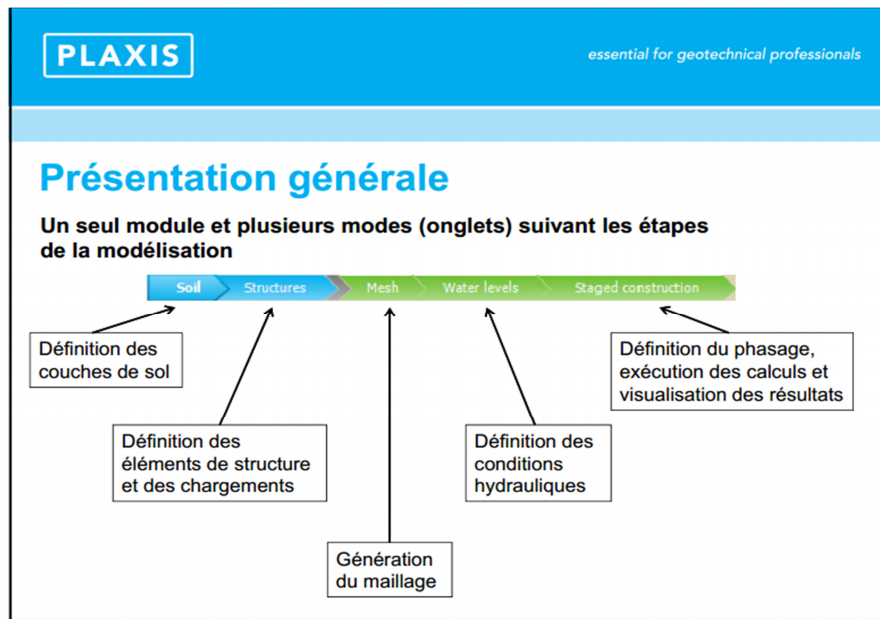 PLAXIS
essential for geotechnical professionals
Présentation générale
Un seul module et plusieurs modes (onglets) suivant les étapes
de la modélisation
Soil
Structures
Mesh
Water levels
Staged construction
Définition des
couches de sol
Définition du phasage,
exécution des calculs et
visualisation des résultats
Définition des
éléments de structure
et des chargements
Définition des
conditions
hydrauliques
Génération
du maillage